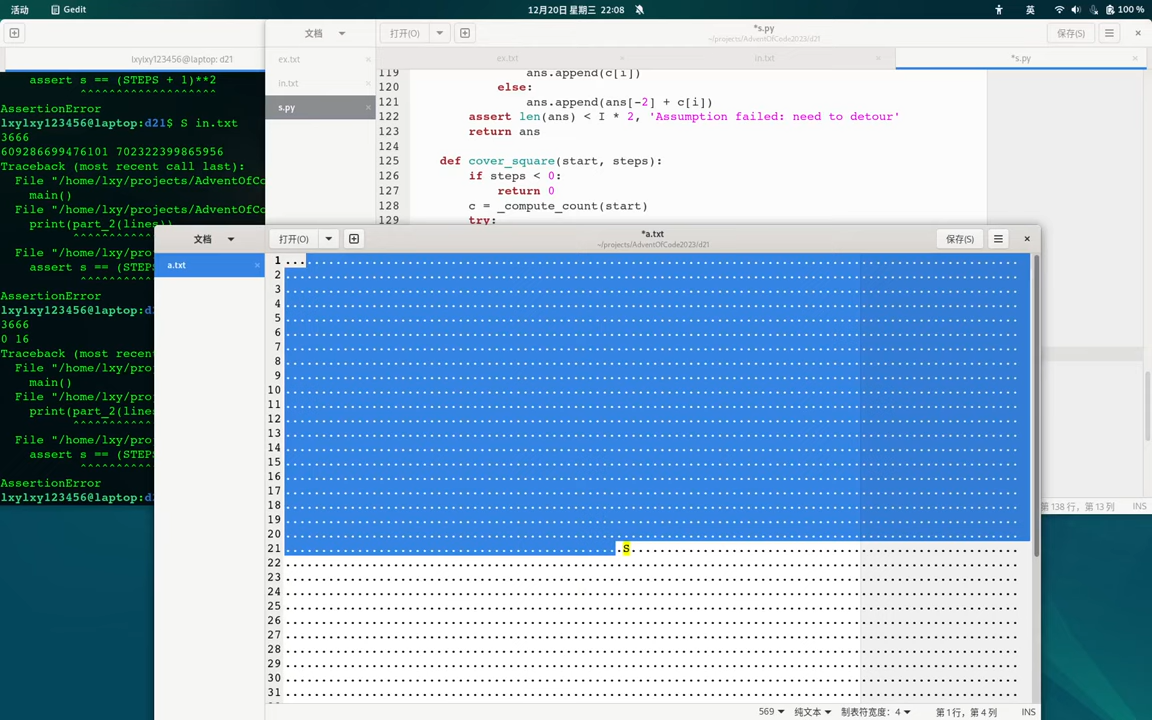 活动 Gedit 12月20日 星期三 22:08 英 100 %
lxylxy123456@laptop: d21
assert s == (STEPS + 1)**2
^^^^^^^^^^^^^^^^^^^
AssertionError
lxylxy123456@laptop:d21$ S in.txt
3666
609286699476101 702322399865956
Traceback (most recent call last):
File "/home/lxy/projects/AdventOfCo
main()
File "/home/lxy/projects/AdventOfCo
print(part_2(lines))
File "/home/lxy/pro
assert s == (STEPS
AssertionError
lxylxy123456@laptop:d
3666
0 16
Traceback (most recen
File "/home/lxy/pro
main()
File "/home/lxy/pro
print(part_2(line
File "/home/lxy/pro
assert s == (STEP
AssertionError
lxylxy123456@laptop:d
文档 打开(O) *s.py 保存(S)
~/projects/AdventOfCode2023/d21
ex.txt
in.txt
s.py
ex.txt in.txt *s.py
119 ans.append(c[i])
120 else:
121 ans.append(ans[-2] + c[i])
122 assert len(ans) < I * 2, 'Assumption failed: need to detour'
123 return ans
124
125 def cover_square(start, steps):
126 if steps < 0:
127 return 0
128 c = _compute_count(start)
129 try:
第 138 行，第 13 列 INS
文档 打开(O) *a.txt 保存(S)
~/projects/AdventOfCode2023/d21
a.txt
1
2
3
4
5
6
7
8
9
10
11
12
13
14
15
16
17
18
19
20
21 .S
22
23
24
25
26
27
28
29
30
31
569 纯文本 制表符宽度：4 第 1 行，第 4 列 INS